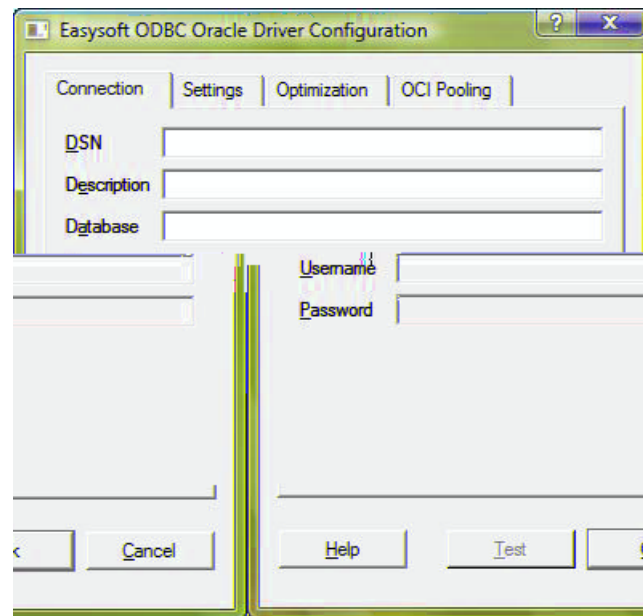 Easysoft ODBC Oracle Driver Configuration
Connection Settings Optimization OCI Pooling
DSN
Description
Database
Username
Password
Cancel Help Test